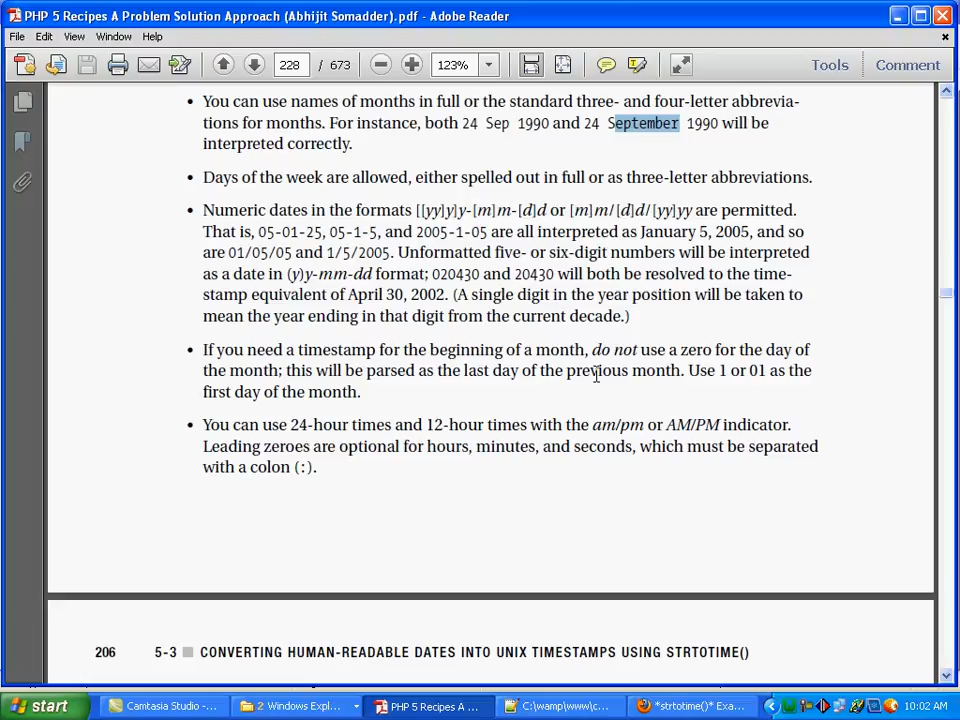 PHP 5 Recipes A Problem Solution Approach (Abhijit Somadder).pdf - Adobe Reader
File Edit View Window Help
228 / 673 123% Tools Comment
• You can use names of months in full or the standard three- and four-letter abbrevia-
tions for months. For instance, both 24 Sep 1990 and 24 September 1990 will be
interpreted correctly.
• Days of the week are allowed, either spelled out in full or as three-letter abbreviations.
• Numeric dates in the formats [[yy]y]y-[m]m-[d]d or [m]m/[d]d/[yy]yy are permitted.
That is, 05-01-25, 05-1-5, and 2005-1-05 are all interpreted as January 5, 2005, and so
are 01/05/05 and 1/5/2005. Unformatted five- or six-digit numbers will be interpreted
as a date in (y)y-mm-dd format; 020430 and 20430 will both be resolved to the time-
stamp equivalent of April 30, 2002. (A single digit in the year position will be taken to
mean the year ending in that digit from the current decade.)
• If you need a timestamp for the beginning of a month, do not use a zero for the day of
the month; this will be parsed as the last day of the previous month. Use 1 or 01 as the
first day of the month.
• You can use 24-hour times and 12-hour times with the am/pm or AM/PM indicator.
Leading zeroes are optional for hours, minutes, and seconds, which must be separated
with a colon (:).
206 5-3 ■ CONVERTING HUMAN-READABLE DATES INTO UNIX TIMESTAMPS USING STRTOTIME()
start Camtasia Studio -... 2 Windows Expl... PHP 5 Recipes A ... C:\wamp\www\c... *strtotime()* Exa... 10:02 AM